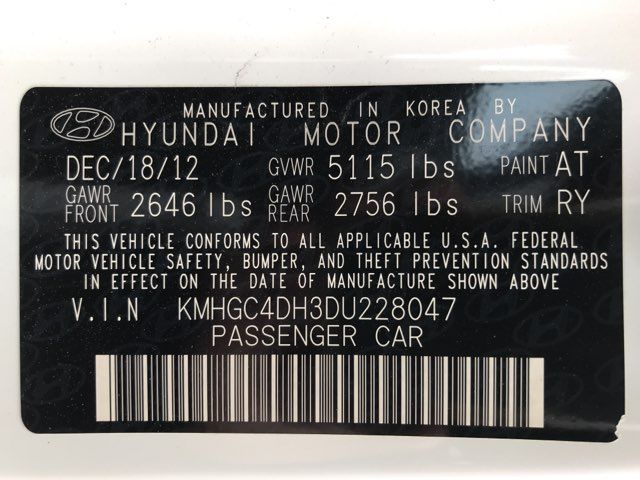 MANUFACTURED IN KOREA BY
HYUNDAI MOTOR COMPANY
DEC/18/12 GVWR 5115 lbs PAINT AT
GAWR FRONT 2646 lbs GAWR REAR 2756 lbs TRIM RY
THIS VEHICLE CONFORMS TO ALL APPLICABLE U.S.A. FEDERAL
MOTOR VEHICLE SAFETY, BUMPER, AND THEFT PREVENTION STANDARDS
IN EFFECT ON THE DATE OF MANUFACTURE SHOWN ABOVE
V.I.N KMHGC4DH3DU228047
PASSENGER CAR